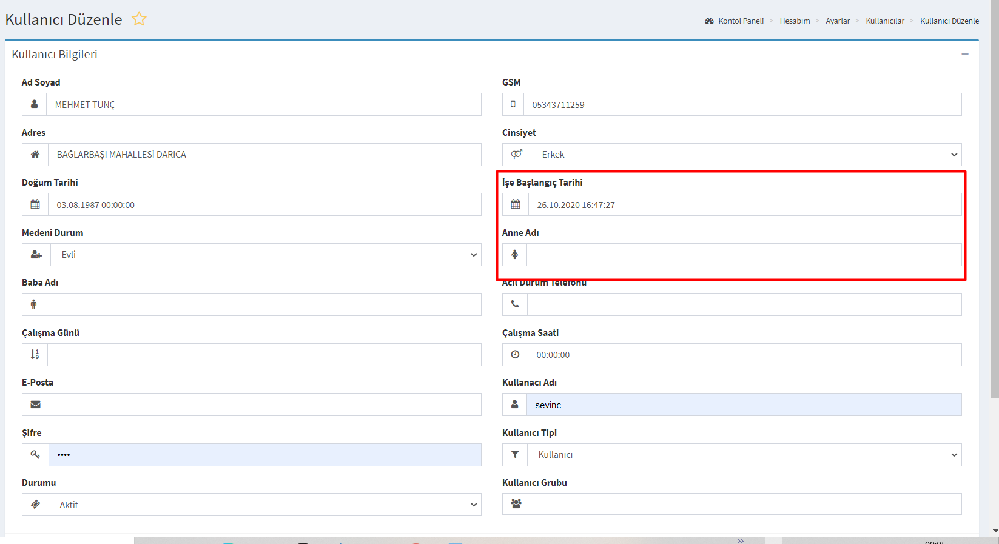 Kullanıcı Düzenle
Kontol Paneli > Hesabım > Ayarlar > Kullanıcılar > Kullanıcı Düzenle
Kullanıcı Bilgileri
Ad Soyad
MEHMET TUNÇ
GSM
05343711259
Adres
BAĞLARBAŞI MAHALLESİ DARICA
Cinsiyet
Erkek
Doğum Tarihi
03.08.1987 00:00:00
İşe Başlangıç Tarihi
26.10.2020 16:47:27
Medeni Durum
Evli
Anne Adı
Baba Adı
Acil Durum Telefonu
Çalışma Günü
Çalışma Saati
00:00:00
E-Posta
Kullanacı Adı
sevinc
Şifre
••••
Kullanıcı Tipi
Kullanıcı
Durumu
Aktif
Kullanıcı Grubu